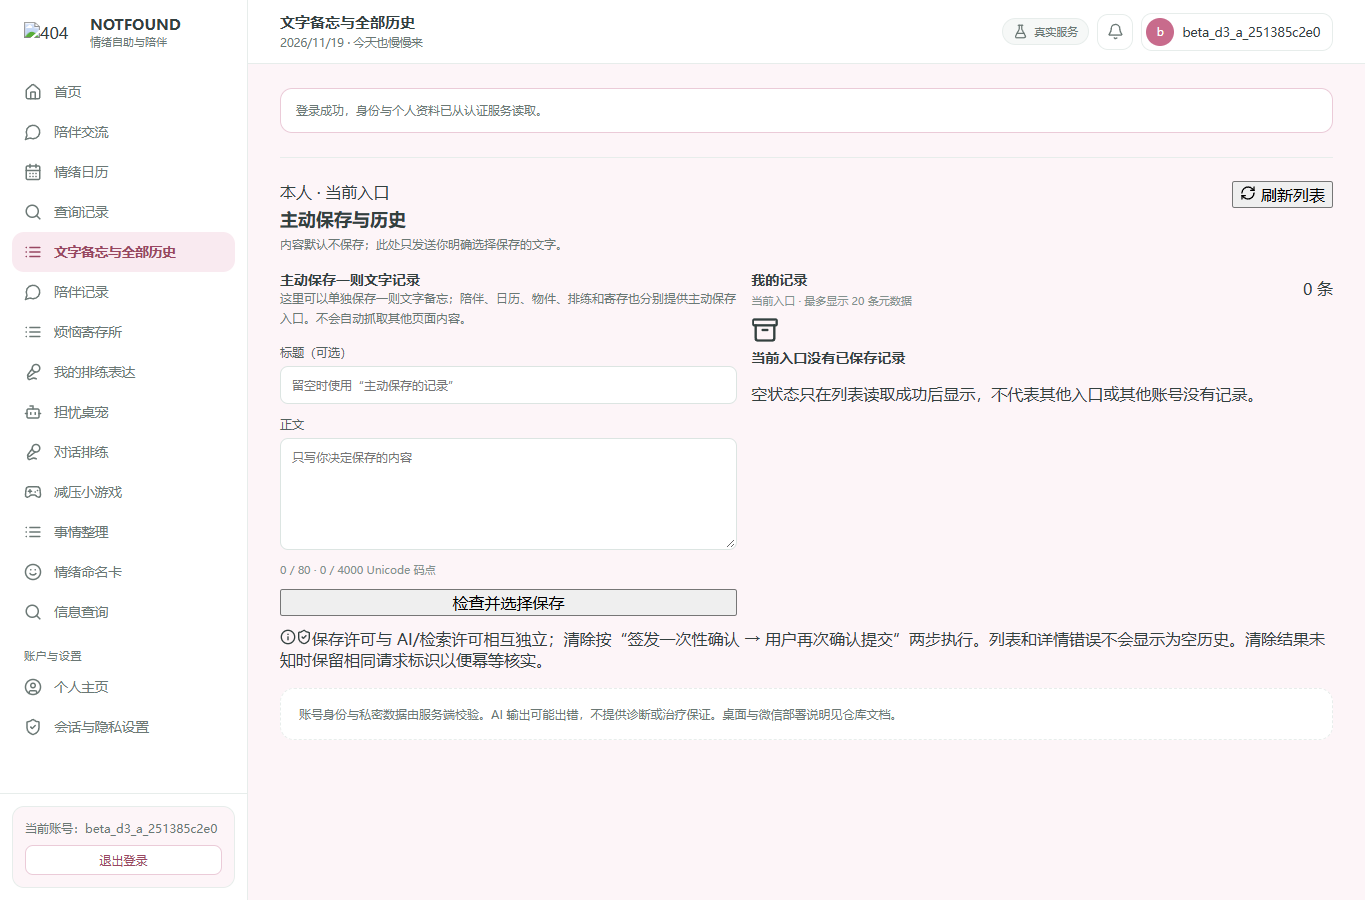 404
NOTFOUND
情绪自助与陪伴
首页
陪伴交流
情绪日历
查询记录
文字备忘与全部历史
陪伴记录
烦恼寄存所
我的排练表达
担忧桌宠
对话排练
减压小游戏
事情整理
情绪命名卡
信息查询
账户与设置
个人主页
会话与隐私设置
当前账号：beta_d3_a_251385c2e0
退出登录
文字备忘与全部历史
2026/11/19 · 今天也慢慢来
真实服务
b
beta_d3_a_251385c2e0
登录成功，身份与个人资料已从认证服务读取。
本人 · 当前入口
主动保存与历史
内容默认不保存；此处只发送你明确选择保存的文字。
刷新列表
主动保存一则文字记录
这里可以单独保存一则文字备忘；陪伴、日历、物件、排练和寄存也分别提供主动保存
入口。不会自动抓取其他页面内容。
标题（可选）
留空时使用“主动保存的记录”
正文
只写你决定保存的内容
0 / 80 · 0 / 4000 Unicode 码点
检查并选择保存
我的记录
当前入口 · 最多显示 20 条元数据
0 条
当前入口没有已保存记录
空状态只在列表读取成功后显示，不代表其他入口或其他账号没有记录。
保存许可与 AI/检索许可相互独立；清除按“签发一次性确认 → 用户再次确认提交”两步执行。列表和详情错误不会显示为空历史。清除结果未
知时保留相同请求标识以便幂等核实。
账号身份与私密数据由服务端校验。AI 输出可能出错，不提供诊断或治疗保证。桌面与微信部署说明见仓库文档。